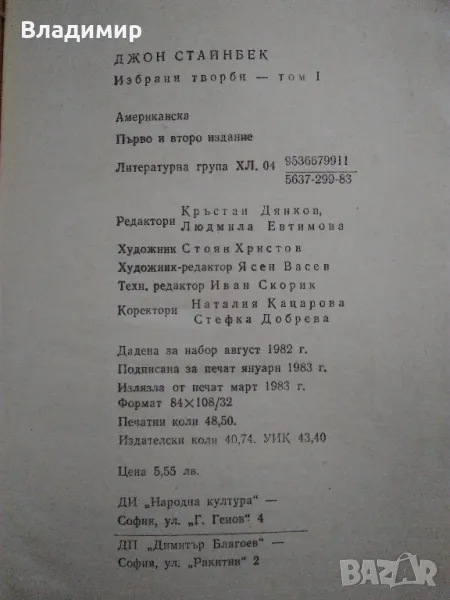 Владимир
ДЖОН СТАЙНБЕК
Избрани творби — том I
Американска
Първо и второ издание
Литературна група ХЛ. 04 9536679911
5637-299-83
Редактори Кръстан Дянков,
Людмила Евтимова
Художник Стоян Христов
Художник-редактор Ясен Васев
Техн. редактор Иван Скорик
Коректори Наталия Кацарова
Стефка Добрева
Дадена за набор август 1982 г.
Подписана за печат януари 1983 г.
Излязла от печат март 1983 г.
Формат 84×108/32
Печатни коли 48,50.
Издателски коли 40,74. УИК 43,40
Цена 5,55 лв.
ДИ „Народна култура“ —
София, ул. „Г. Генов“ 4
ДП „Димитър Благоев“ —
София, ул. „Ракитин“ 2
BAZAR